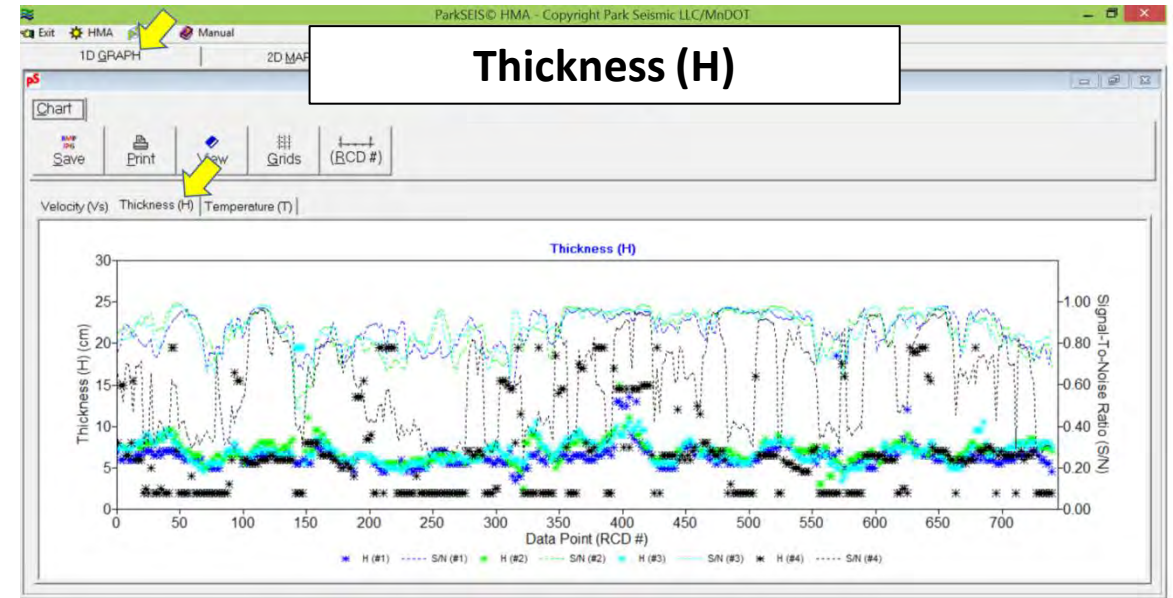 ParkSEIS© HMA - Copyright Park Seismic LLC/MnDOT
Exit HMA Manual
1D GRAPH 2D MAP
Thickness (H)
pS
Chart
Save Print View Grids (RCD #)
Velocity (Vs) Thickness (H) Temperature (T)
Thickness (H)
30
25
20
15
10
5
0
Thickness (H) (cm)
1.00
0.80
0.60
0.40
0.20
0.00
Signal-To-Noise Ratio (S/N)
0 50 100 150 200 250 300 350 400 450 500 550 600 650 700
Data Point (RCD #)
H (#1) S/N (#1) H (#2) S/N (#2) H (#3) S/N (#3) H (#4) S/N (#4)